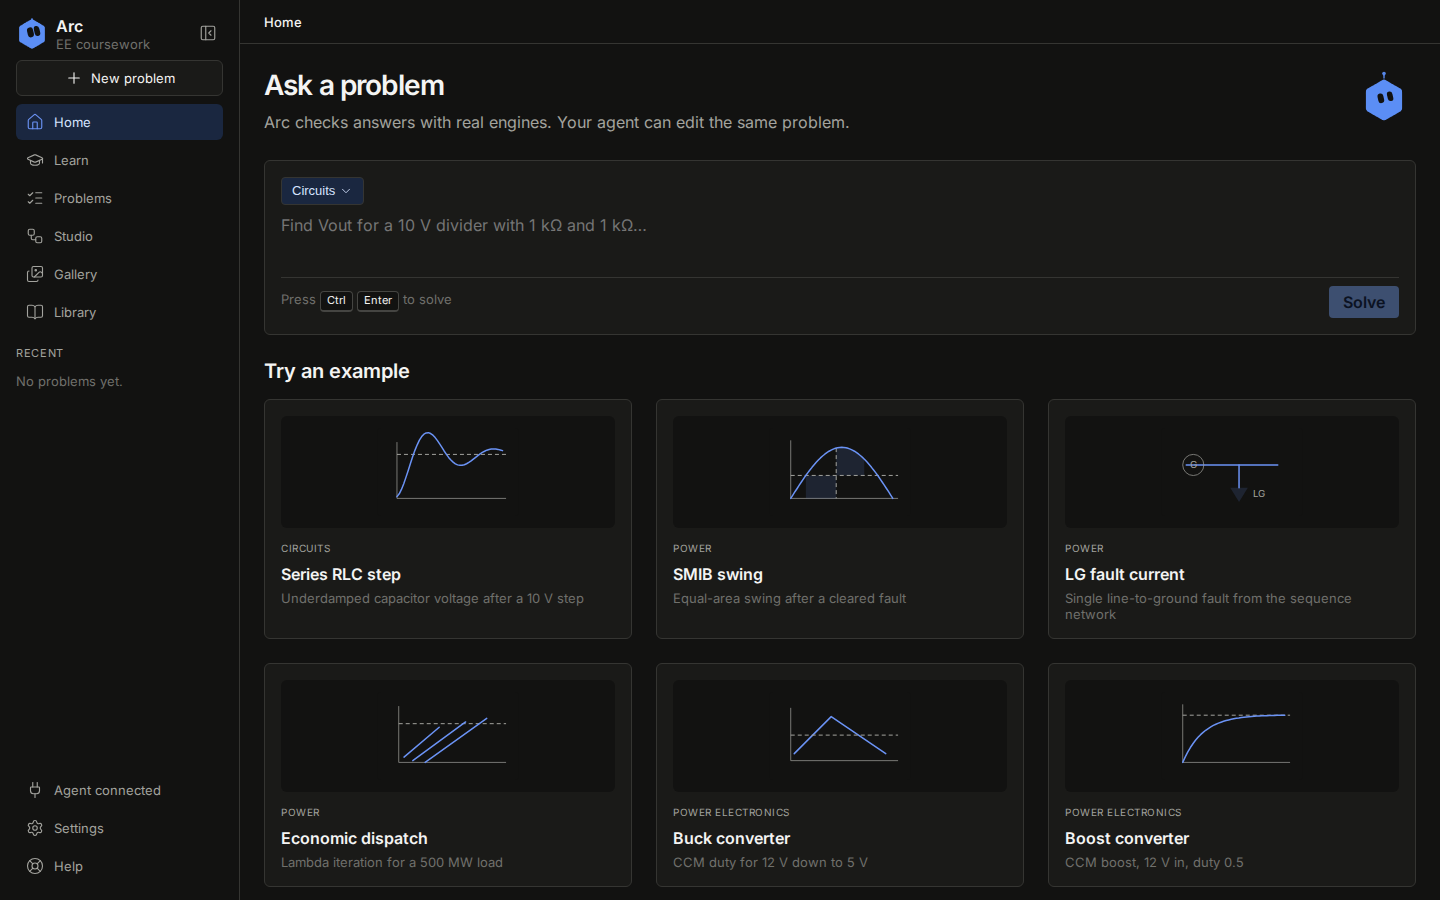 Arc
EE coursework
New problem
Home
Learn
Problems
Studio
Gallery
Library
RECENT
No problems yet.
Agent connected
Settings
Help
Home
Ask a problem
Arc checks answers with real engines. Your agent can edit the same problem.
Circuits
Find Vout for a 10 V divider with 1 kΩ and 1 kΩ...
Press Ctrl Enter to solve
Solve
Try an example
CIRCUITS
Series RLC step
Underdamped capacitor voltage after a 10 V step
POWER
SMIB swing
Equal-area swing after a cleared fault
G
LG
POWER
LG fault current
Single line-to-ground fault from the sequence
network
POWER
Economic dispatch
Lambda iteration for a 500 MW load
POWER ELECTRONICS
Buck converter
CCM duty for 12 V down to 5 V
POWER ELECTRONICS
Boost converter
CCM boost, 12 V in, duty 0.5